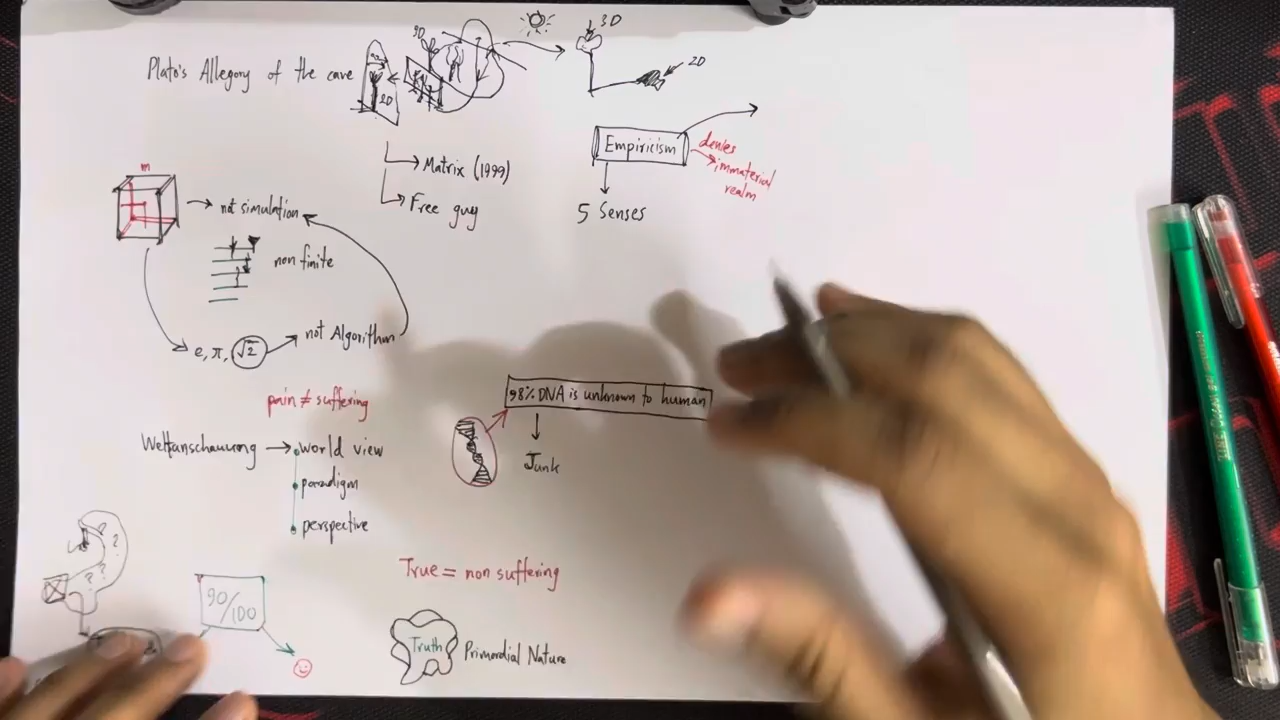 3D
3D
2D
Plato's Allegory of the cave
2D
Empiricism
denies
immaterial
realm
Matrix (1999)
Free guy
5 Senses
m
not simulation
non finite
e, π, √2
not Algorithm
pain ≠ suffering
98% DNA is unknown to human
Junk
Weltanschauung
world view
paradigm
perspective
?
?
? ?
90/100
True = non suffering
Truth
Primordial Nature